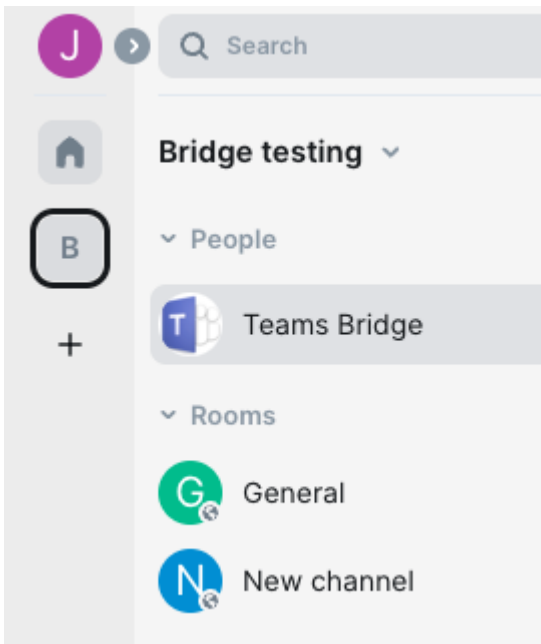 J
Search
Bridge testing
B
People
T
Teams Bridge
Rooms
G
General
N
New channel